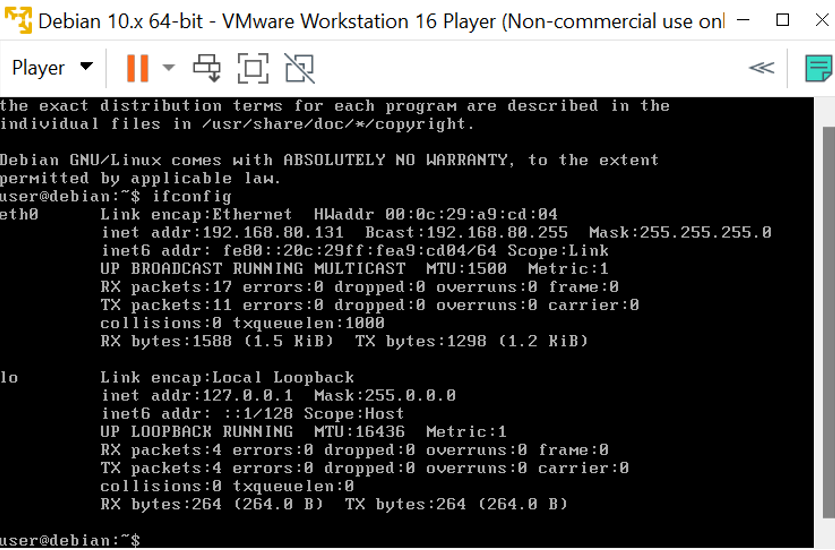 Debian 10.x 64-bit - VMware Workstation 16 Player (Non-commercial use onl
Player
the exact distribution terms for each program are described in the
individual files in /usr/share/doc/*/copyright.
Debian GNU/Linux comes with ABSOLUTELY NO WARRANTY, to the extent
permitted by applicable law.
user@debian:~$ ifconfig
eth0 Link encap:Ethernet HWaddr 00:0c:29:a9:cd:04
inet addr:192.168.80.131 Bcast:192.168.80.255 Mask:255.255.255.0
inet6 addr: fe80::20c:29ff:fea9:cd04/64 Scope:Link
UP BROADCAST RUNNING MULTICAST MTU:1500 Metric:1
RX packets:17 errors:0 dropped:0 overruns:0 frame:0
TX packets:11 errors:0 dropped:0 overruns:0 carrier:0
collisions:0 txqueuelen:1000
RX bytes:1588 (1.5 KiB) TX bytes:1298 (1.2 KiB)
lo Link encap:Local Loopback
inet addr:127.0.0.1 Mask:255.0.0.0
inet6 addr: ::1/128 Scope:Host
UP LOOPBACK RUNNING MTU:16436 Metric:1
RX packets:4 errors:0 dropped:0 overruns:0 frame:0
TX packets:4 errors:0 dropped:0 overruns:0 carrier:0
collisions:0 txqueuelen:0
RX bytes:264 (264.0 B) TX bytes:264 (264.0 B)
user@debian:~$